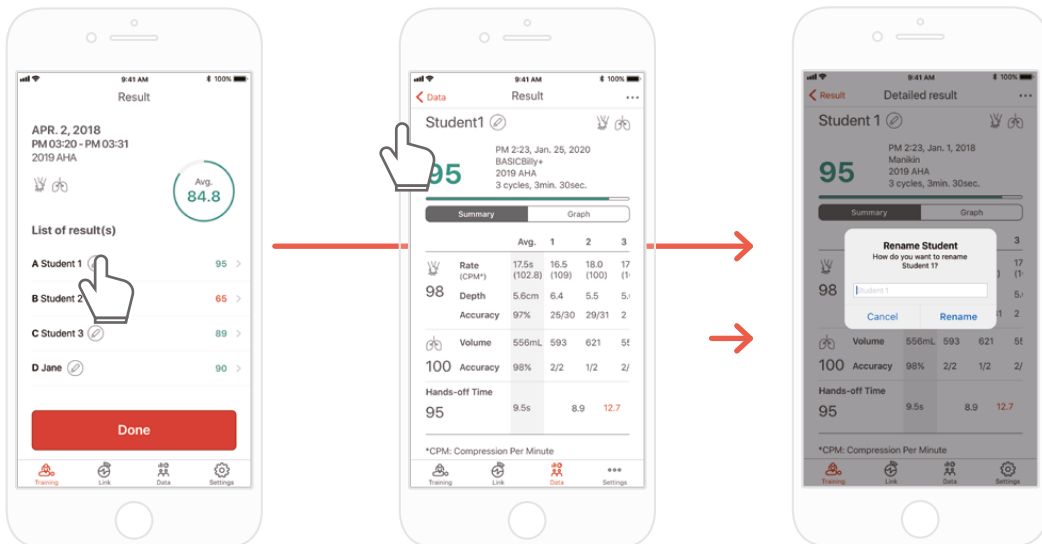 9:41 AM
100%
Result
APR. 2, 2018
PM 03:20 - PM 03:31
2019 AHA
Avg.
84.8
List of result(s)
A Student 1 95
B Student 2 65
C Student 3 89
D Jane 90
Done
Training Link Data Settings
9:41 AM
100%
Data Result
Student1
95
PM 2:23, Jan. 25, 2020
BASICBilly+
2019 AHA
3 cycles, 3min. 30sec.
Summary Graph
Avg. 1 2 3
Rate 17.5s 16.5 18.0 17
(CPM*) (102.8) (109) (100) (1
98 Depth 5.6cm 6.4 5.5 5.
Accuracy 97% 25/30 29/31 2
Volume 556mL 593 621
100 Accuracy 98% 2/2 1/2 2/
Hands-off Time
95 9.5s 8.9 12.7
*CPM: Compression Per Minute
Training Link Data Settings
9:41 AM
100%
Result Detailed result
Student 1
95
PM 2:23, Jan. 1, 2018
Manikin
2019 AHA
3 cycles, 3min. 30sec.
Summary Graph
3
17
98
Rename Student
How do you want to rename
Student 1?
Student 1
Cancel Rename
5.
2
Volume 556mL 593 621
100 Accuracy 98% 2/2 1/2 2/
Hands-off Time
95 9.5s 8.9 12.7
*CPM: Compression Per Minute
Training Link Data Settings